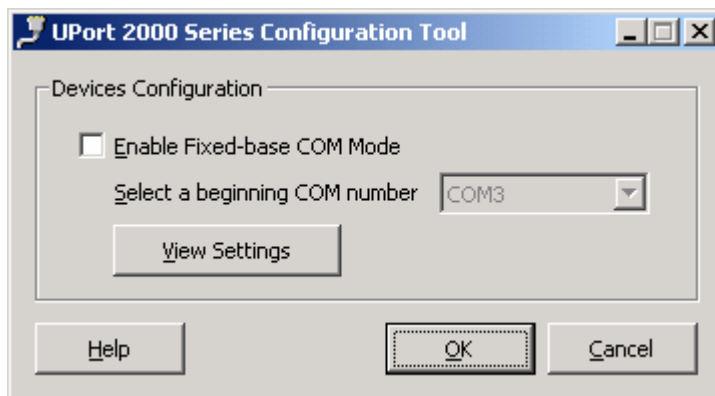 UPort 2000 Series Configuration Tool
Devices Configuration
Enable Fixed-base COM Mode
Select a beginning COM number COM3
View Settings
Help OK Cancel